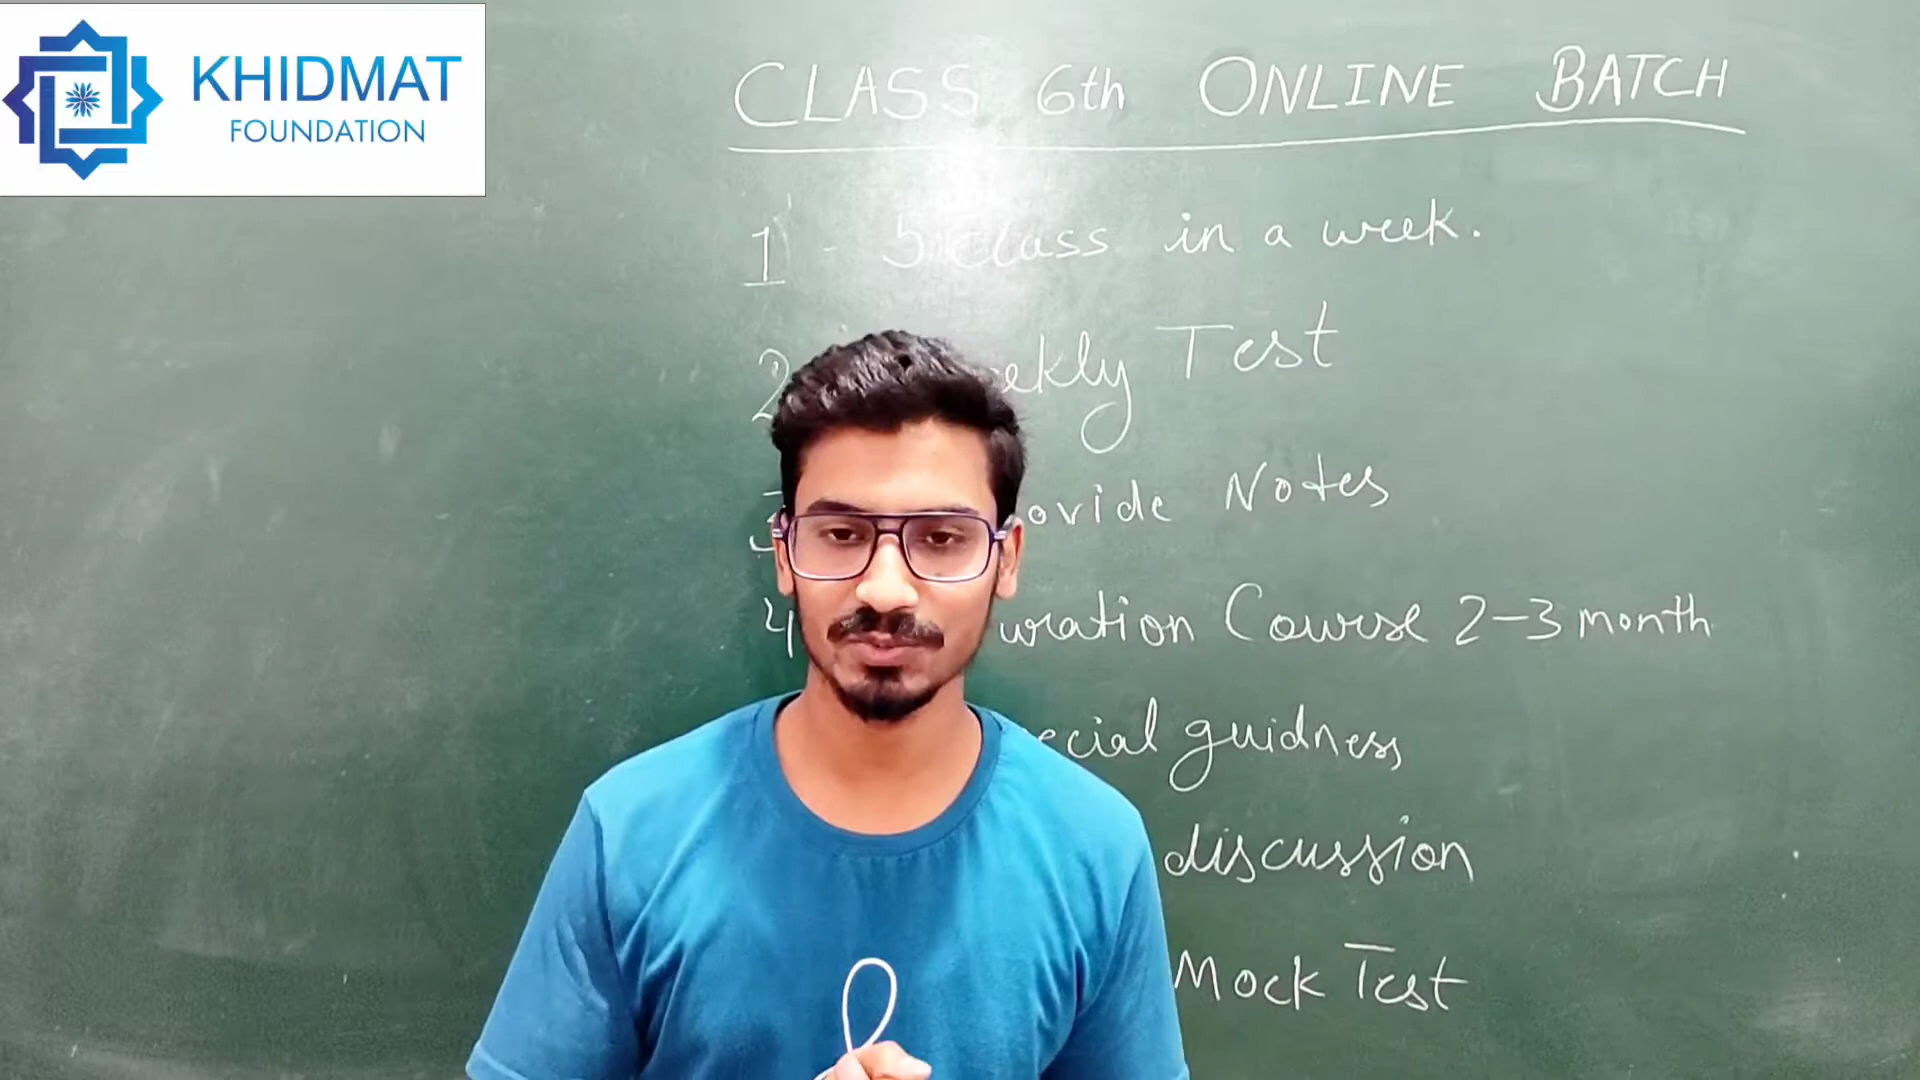 KHIDMAT
FOUNDATION
CLASS 6th ONLINE BATCH
1 - 5 class in a week.
2 Test
3 Notes
4 Course 2-3 month
guidness
discussion
Mock Test